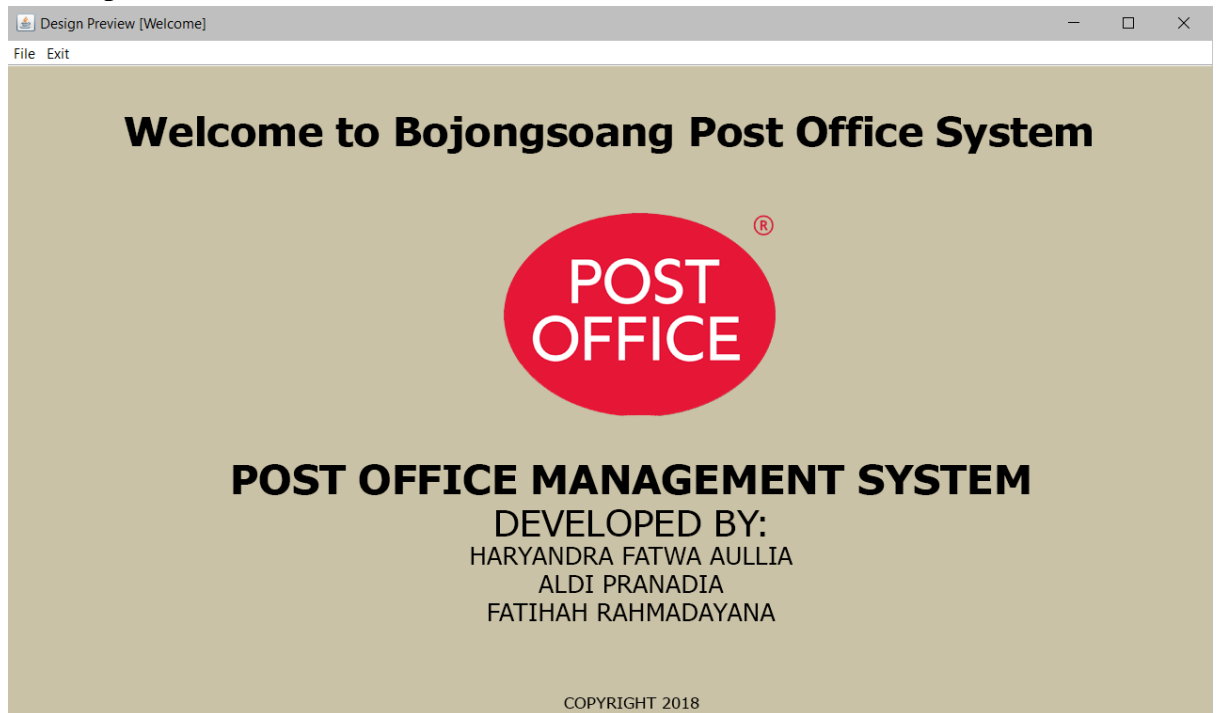 Design Preview [Welcome]
File Exit
Welcome to Bojongsoang Post Office System
®
POST
OFFICE
POST OFFICE MANAGEMENT SYSTEM
DEVELOPED BY:
HARYANDRA FATWA AULLIA
ALDI PRANADIA
FATIHAH RAHMADAYANA
COPYRIGHT 2018